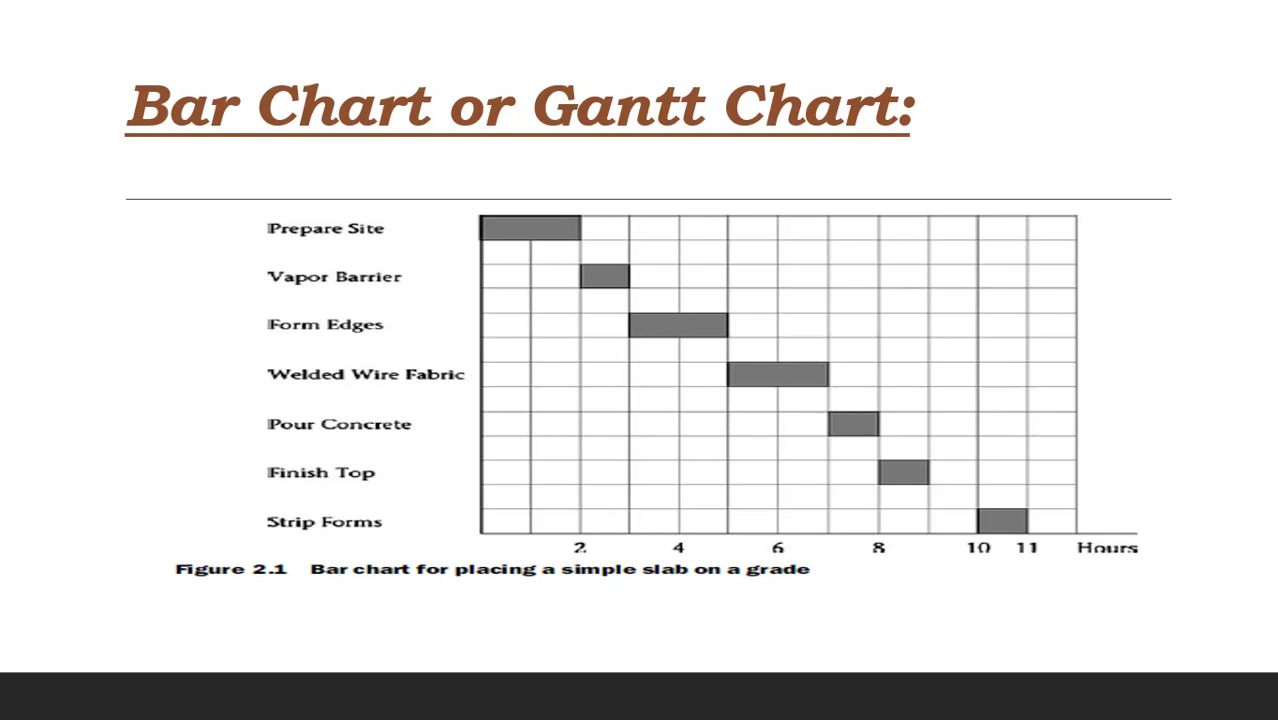 Bar Chart or Gantt Chart:
Prepare Site
Vapor Barrier
Form Edges
Welded Wire Fabric
Pour Concrete
Finish Top
Strip Forms
2 4 6 8 10 11 Hours
Figure 2.1 Bar chart for placing a simple slab on a grade